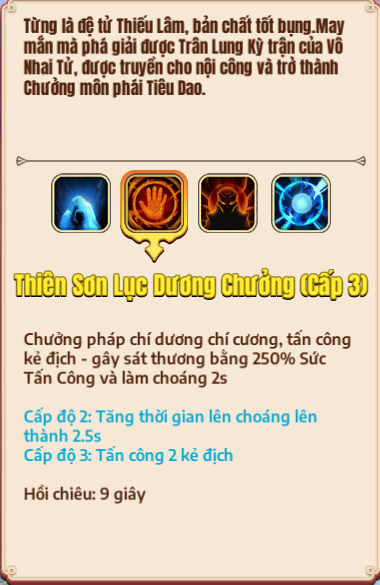 Từng là đệ tử Thiếu Lâm, bản chất tốt bụng.May
mắn mà phá giải được Trân Lung Kỳ trận của Vô
Nhai Tử, được truyền cho nội công và trở thành
Chưởng môn phái Tiêu Dao.
Thiên Sơn Lục Dương Chưởng (Cấp 3)
Chưởng pháp chí dương chí cương, tấn công
kẻ địch - gây sát thương bằng 250% Sức
Tấn Công và làm choáng 2s
Cấp độ 2: Tăng thời gian lên choáng lên
thành 2.5s
Cấp độ 3: Tấn công 2 kẻ địch
Hồi chiêu: 9 giây